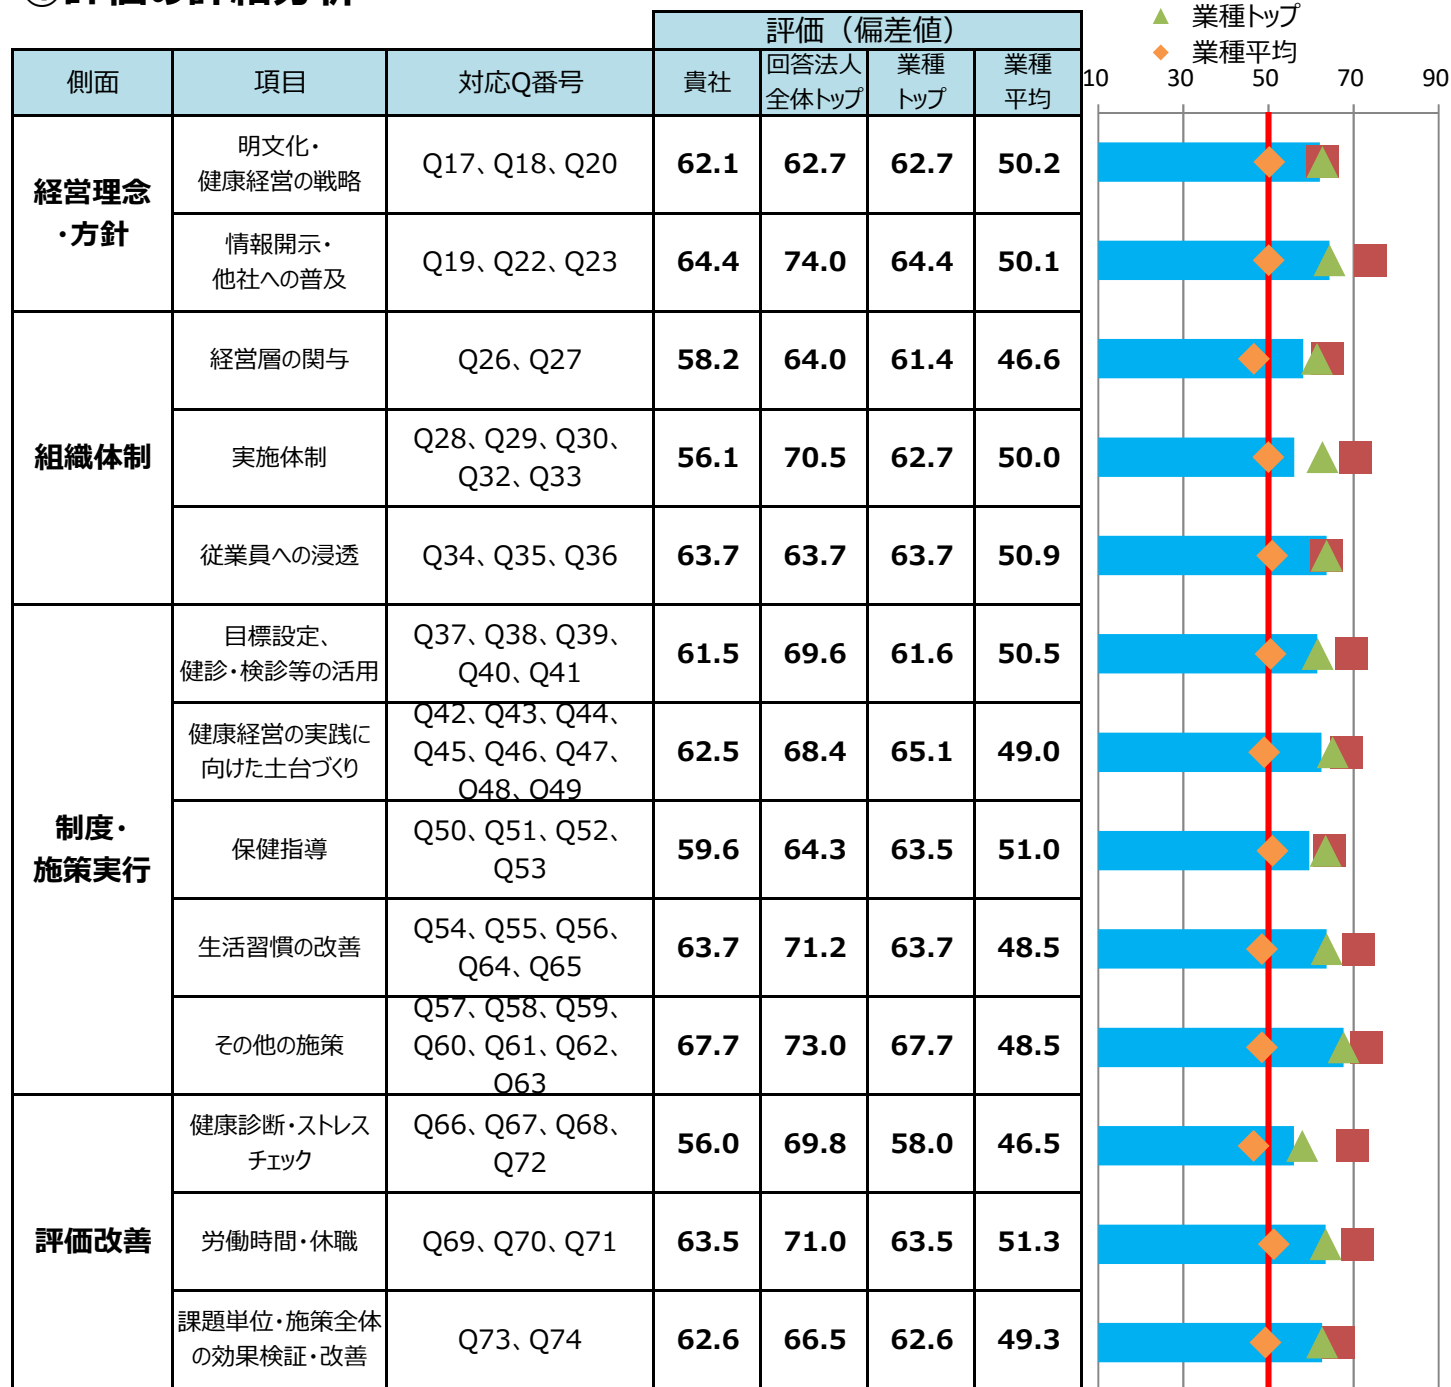 ①評価の詳細分析
▲ 業種トップ
◆ 業種平均
評価（偏差値）
側面 項目 対応Q番号 貴社 回答法人 業種 業種
全体トップ トップ 平均
10 30 50 70 90
経営理念
・方針
明文化・
健康経営の戦略
Q17、Q18、Q20 62.1 62.7 62.7 50.2
情報開示・
他社への普及
Q19、Q22、Q23 64.4 74.0 64.4 50.1
組織体制
経営層の関与 Q26、Q27 58.2 64.0 61.4 46.6
実施体制
Q28、Q29、Q30、
Q32、Q33
56.1 70.5 62.7 50.0
従業員への浸透 Q34、Q35、Q36 63.7 63.7 63.7 50.9
制度・
施策実行
目標設定、
健診・検診等の活用
Q37、Q38、Q39、
Q40、Q41
61.5 69.6 61.6 50.5
健康経営の実践に
向けた土台づくり
Q42、Q43、Q44、
Q45、Q46、Q47、
Q48、Q49
62.5 68.4 65.1 49.0
保健指導
Q50、Q51、Q52、
Q53
59.6 64.3 63.5 51.0
生活習慣の改善
Q54、Q55、Q56、
Q64、Q65
63.7 71.2 63.7 48.5
その他の施策
Q57、Q58、Q59、
Q60、Q61、Q62、
Q63
67.7 73.0 67.7 48.5
評価改善
健康診断・ストレス
チェック
Q66、Q67、Q68、
Q72
56.0 69.8 58.0 46.5
労働時間・休職 Q69、Q70、Q71 63.5 71.0 63.5 51.3
課題単位・施策全体
の効果検証・改善
Q73、Q74 62.6 66.5 62.6 49.3